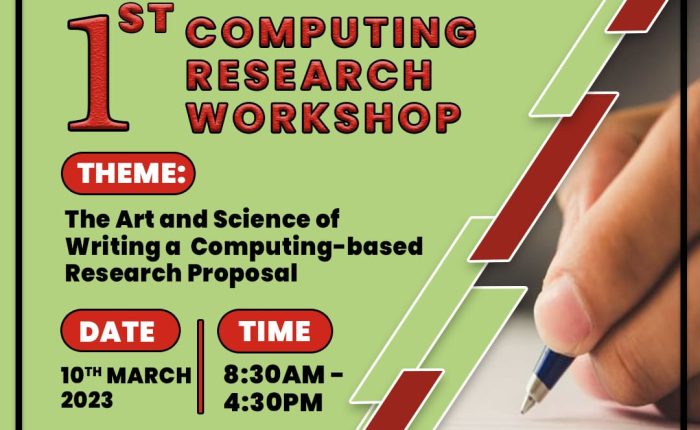 1ST COMPUTING
RESEARCH
WORKSHOP
THEME:
The Art and Science of
Writing a Computing-based
Research Proposal
DATE
10TH MARCH
2023
TIME
8:30AM -
4:30PM